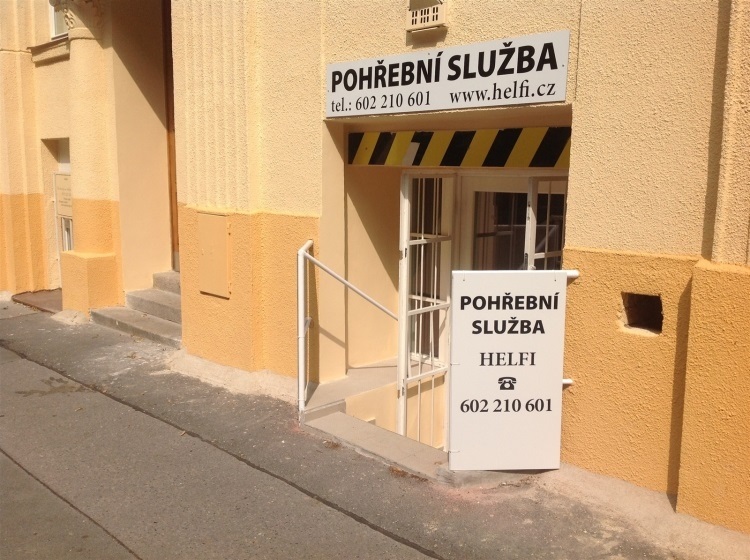 POHŘEBNÍ SLUŽBA
tel.: 602 210 601 www.helfi.cz
POHŘEBNÍ
SLUŽBA
HELFI
☎
602 210 601